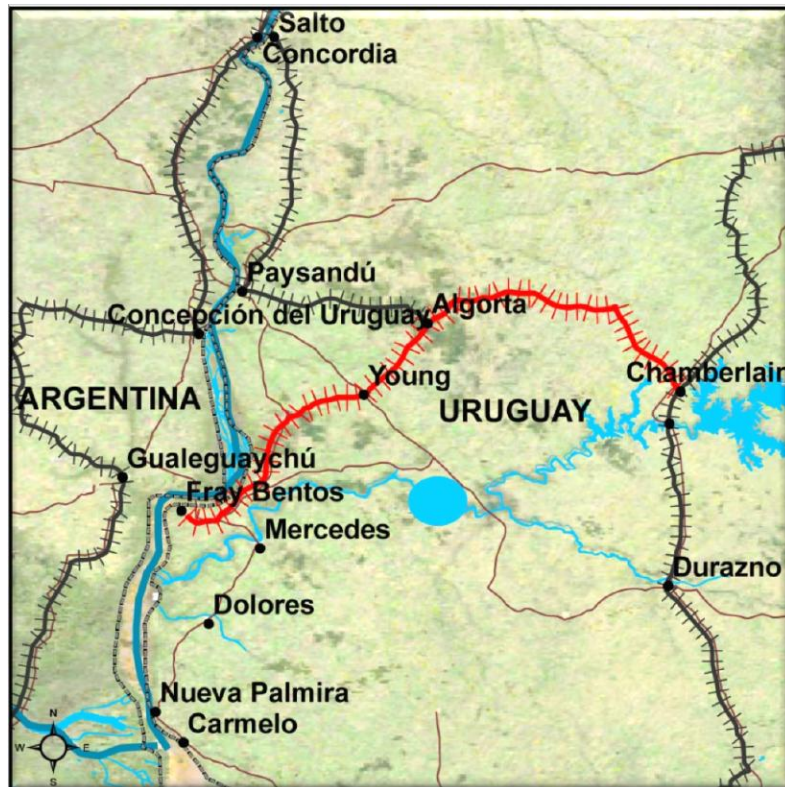 Salto
Concordia
Paysandú
Concepción del Uruguay
Algorta
Young
Chamberlain
ARGENTINA
URUGUAY
Gualeguaychú
Fray Bentos
Mercedes
Durazno
Dolores
Nueva Palmira
Carmelo
N
W
E
S